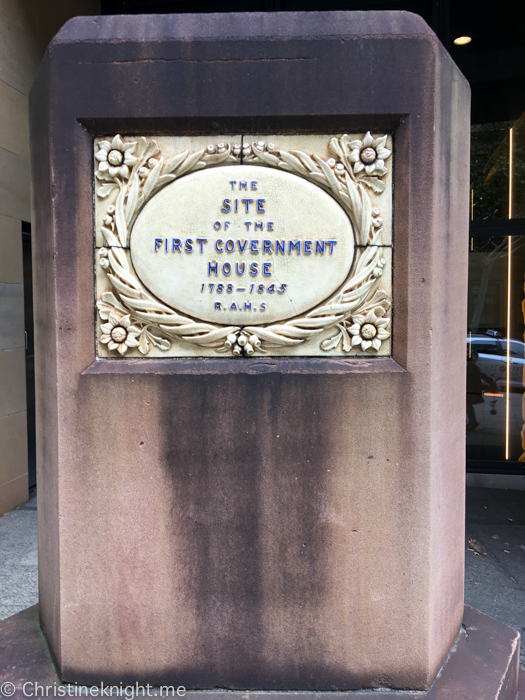 THE
SITE
OF THE
FIRST GOVERNMENT
HOUSE
1788-1845
R.A.H.S
© Christineknight.me